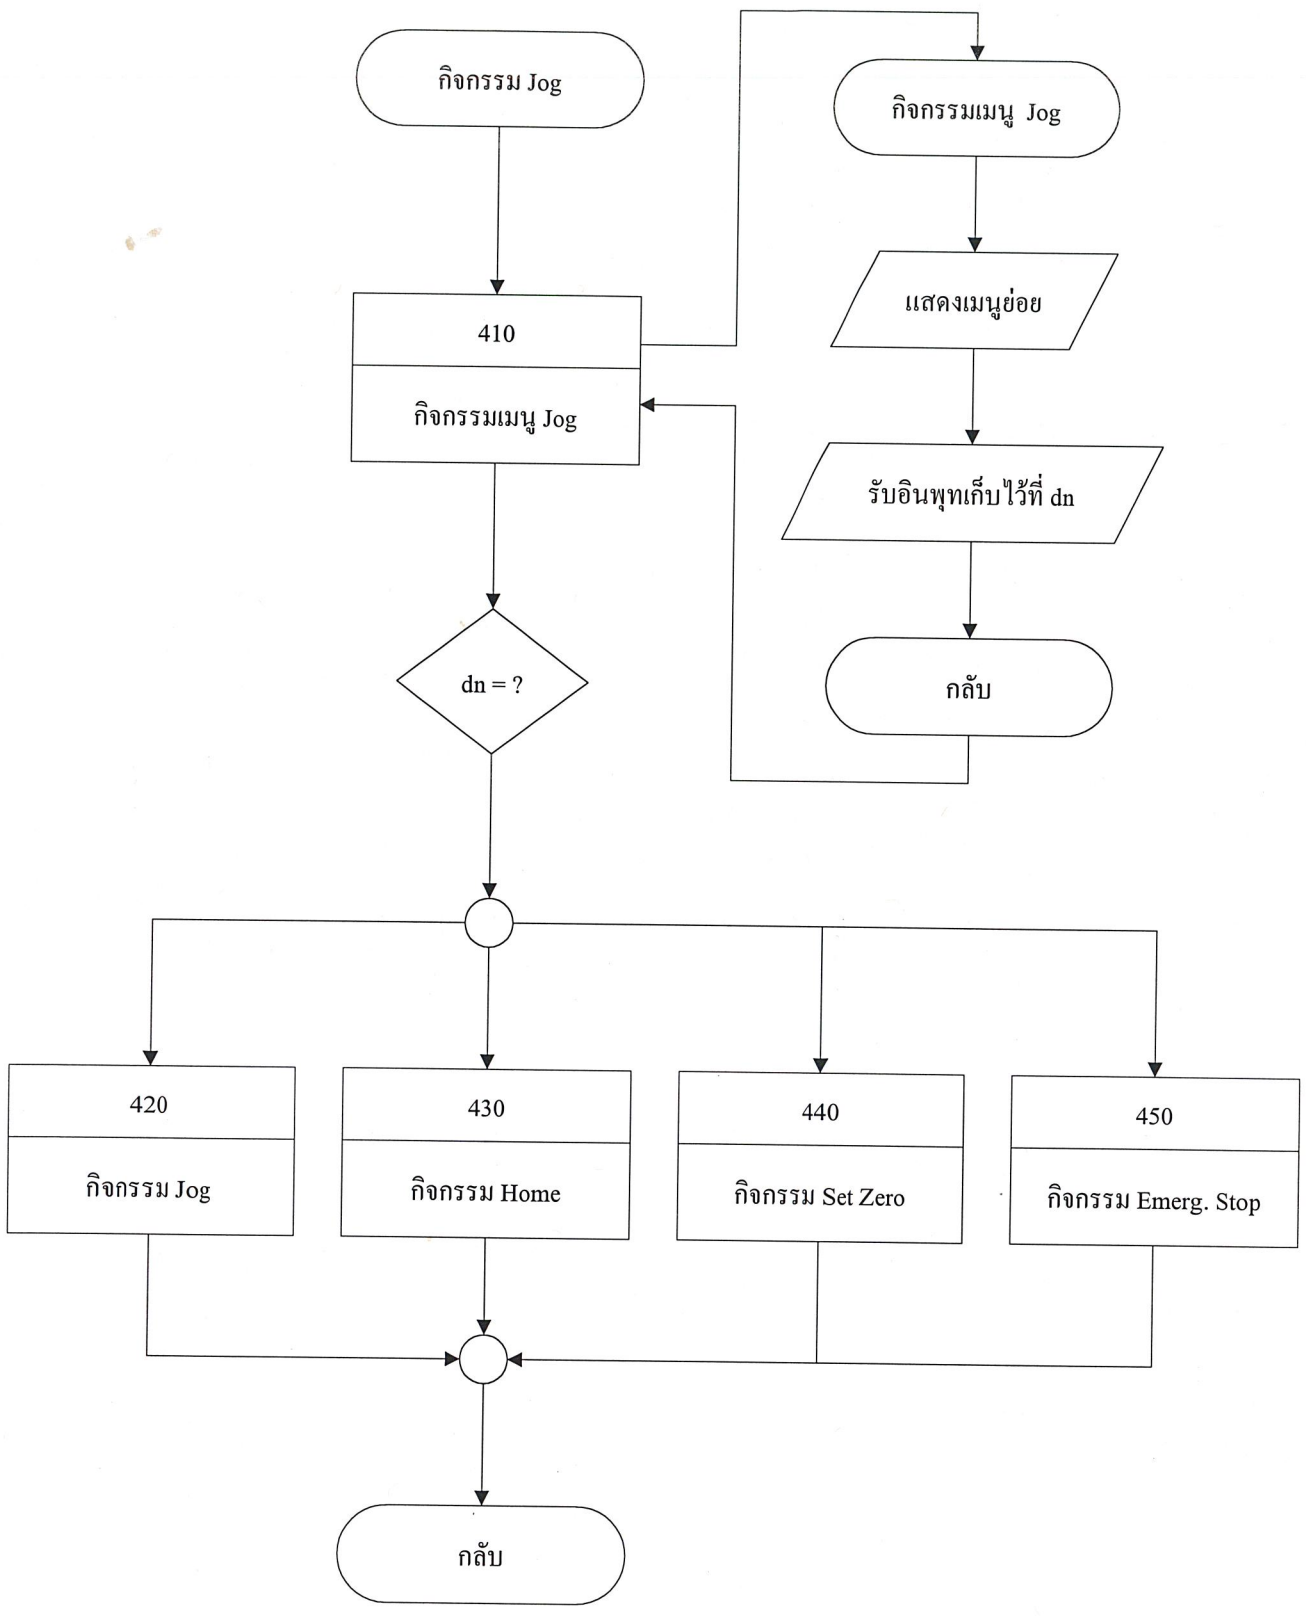 กิจกรรม Jog
กิจกรรมเมนู Jog
แสดงเมนูย่อย
410
กิจกรรมเมนู Jog
รับอินพุทเก็บไว้ที่ dn
dn = ?
กลับ
420
430
440
450
กิจกรรม Jog
กิจกรรม Home
กิจกรรม Set Zero
กิจกรรม Emerg. Stop
กลับ